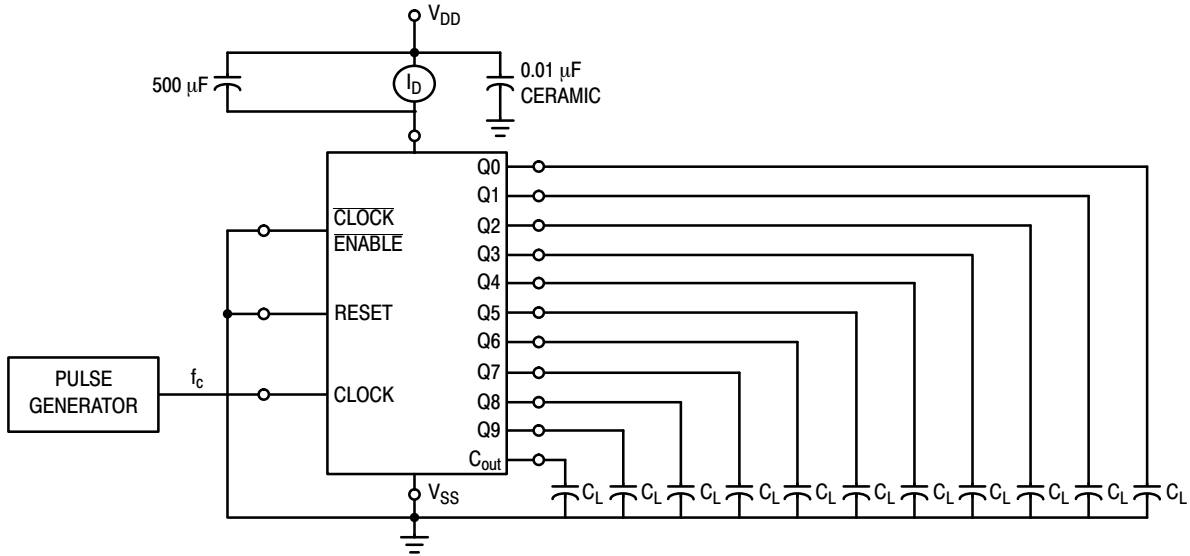 V_DD
500 μF
I_D
0.01 μF
CERAMIC
CLOCK
ENABLE
RESET
CLOCK
PULSE
GENERATOR
f_c
Q0
Q1
Q2
Q3
Q4
Q5
Q6
Q7
Q8
Q9
C_out
V_SS
C_L C_L C_L C_L C_L C_L C_L C_L C_L C_L C_L